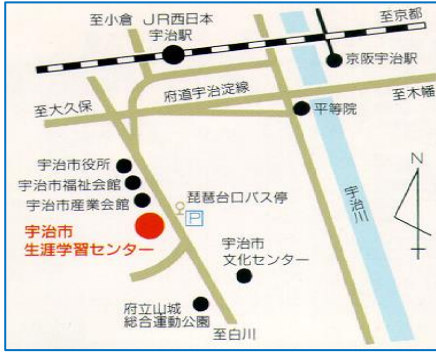 至小倉 JR西日本
宇治駅
至京都
京阪宇治駅
府道宇治淀線
至大久保
至木幡
平等院
宇治市役所
宇治市福祉会館
宇治市産業会館
琵琶台口バス停
P
宇治川
N
宇治市
生涯学習センター
宇治市
文化センター
府立山城
総合運動公園
至白川